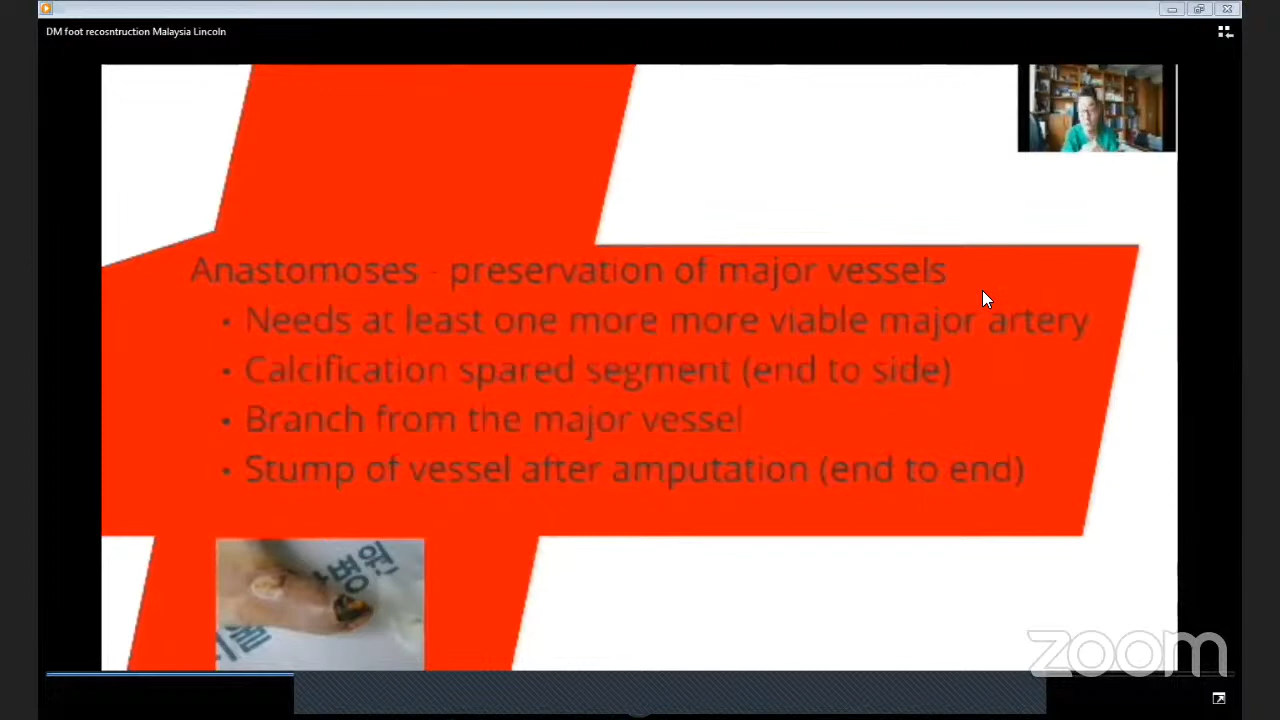 DM foot recosntruction Malaysia Lincoln
Anastomoses - preservation of major vessels
• Needs at least one more more viable major artery
• Calcification spared segment (end to side)
• Branch from the major vessel
• Stump of vessel after amputation (end to end)
병원
zoom